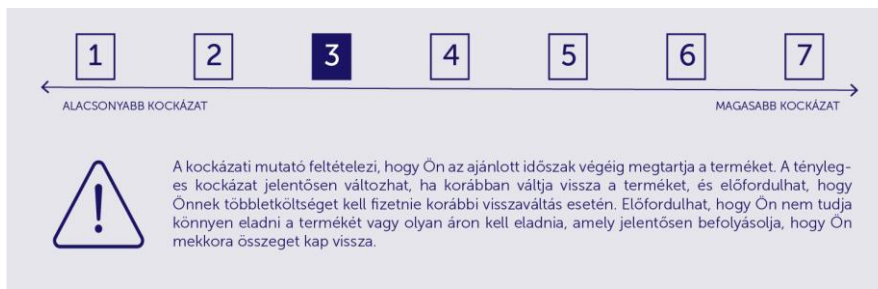 1 2 3 4 5 6 7
ALACSONYABB KOCKÁZAT MAGASABB KOCKÁZAT
A kockázati mutató feltételezi, hogy Ön az ajánlott időszak végéig megtartja a terméket. A tényleg-
es kockázat jelentősen változhat, ha korábban váltja vissza a terméket, és előfordulhat, hogy
Önnek többletköltséget kell fizetnie korábbi visszaváltás esetén. Előfordulhat, hogy Ön nem tudja
könnyen eladni a termékét vagy olyan áron kell eladnia, amely jelentősen befolyásolja, hogy Ön
mekkora összeget kap vissza.